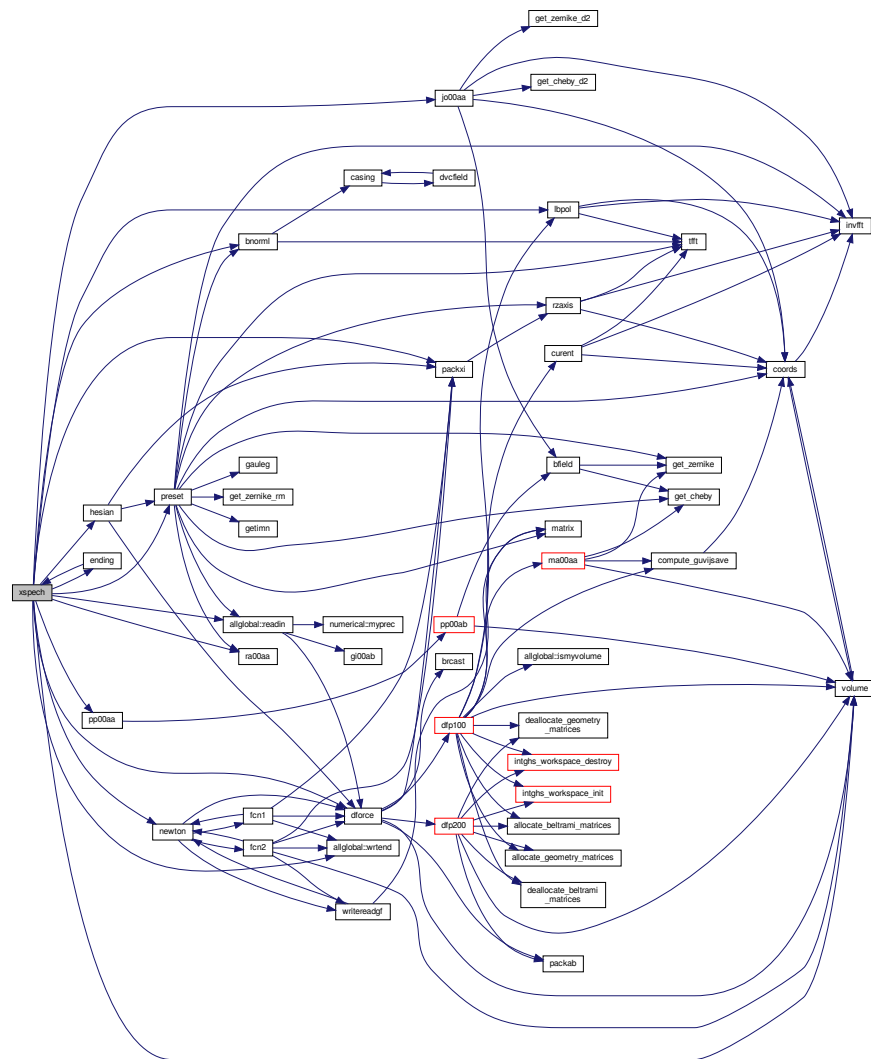 get_zernike_d2
get_cheby_d2
jo00aa
casing
dvcfield
lbpol
invfft
bnorml
tfft
rzaxis
curent
packxi
coords
gauleg
bfield
get_zernike
preset
get_zernike_rm
get_cheby
hesian
getimn
matrix
ending
ma00aa
compute_guvijsave
xspech
allglobal::readin
numerical::myprec
pp00ab
ra00aa
gi00ab
brcast
allglobal::ismyvolume
volume
pp00aa
dfp100
deallocate_geometry
_matrices
intghs_workspace_destroy
intghs_workspace_init
fcn1
dforce
newton
dfp200
allocate_beltrami_matrices
fcn2
allglobal::wrtend
allocate_geometry_matrices
deallocate_beltrami
_matrices
writereadgf
packab